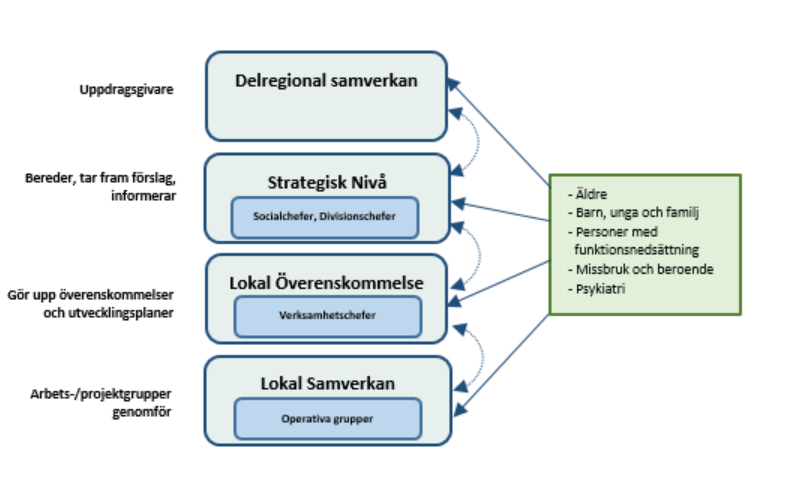 Uppdragsgivare
Delregional samverkan
Bereder, tar fram förslag,
informerar
Strategisk Nivå
Socialchefer, Divisionschefer
Gör upp överenskommelser
och utvecklingsplaner
Lokal Överenskommelse
Verksamhetschefer
Arbets-/projektgrupper
genomför
Lokal Samverkan
Operativa grupper
- Äldre
- Barn, unga och familj
- Personer med
funktionsnedsättning
- Missbruk och beroende
- Psykiatri